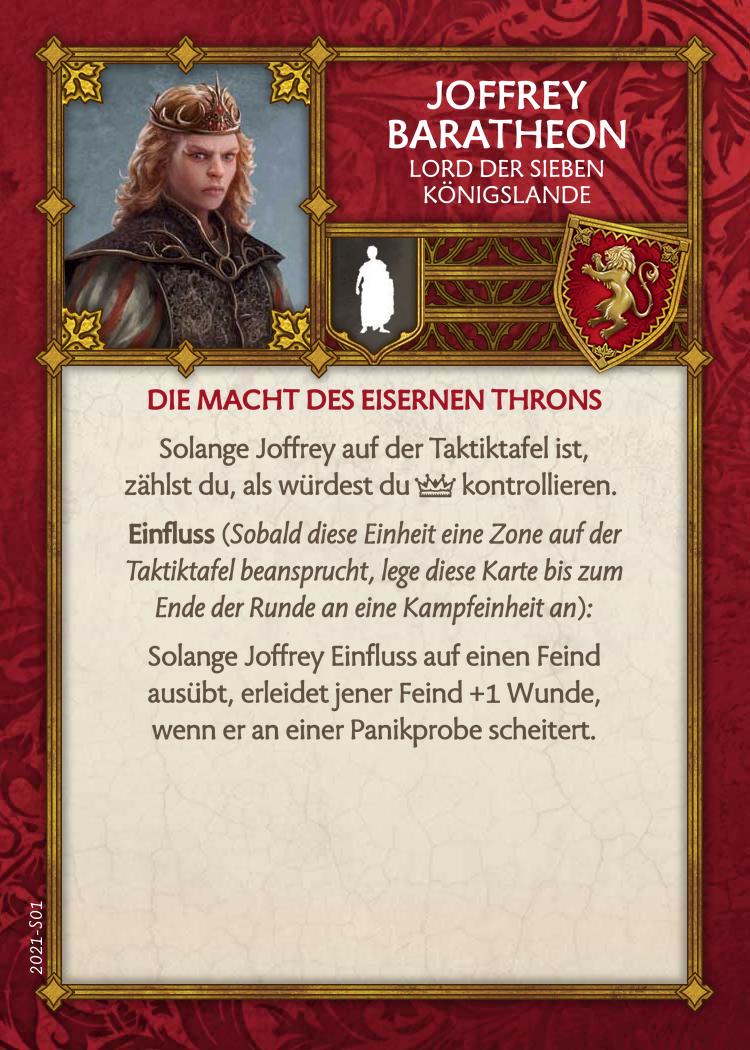 JOFFREY
BARATHEON
LORD DER SIEBEN
KÖNIGSLANDE
DIE MACHT DES EISERNEN THRONS
Solange Joffrey auf der Taktiktafel ist,
zählst du, als würdest du kontrollieren.
Einfluss (Sobald diese Einheit eine Zone auf der
Taktiktafel beansprucht, lege diese Karte bis zum
Ende der Runde an eine Kampfeinheit an):
Solange Joffrey Einfluss auf einen Feind
ausübt, erleidet jener Feind +1 Wunde,
wenn er an einer Panikprobe scheitert.
2021-S01